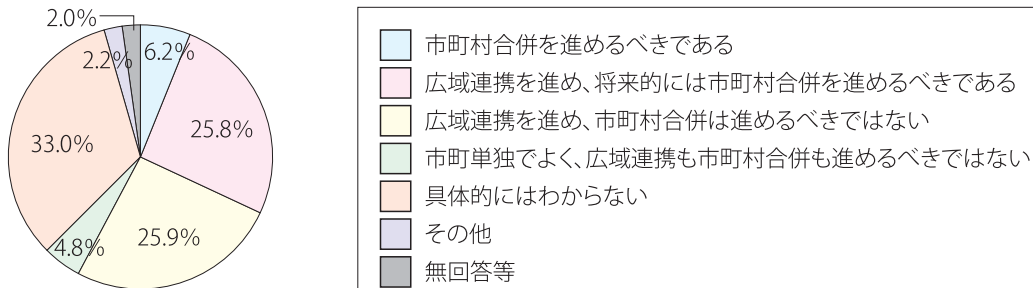 2.0%
6.2%
2.2%
25.8%
33.0%
4.8%
25.9%
市町村合併を進めるべきである
広域連携を進め、将来的には市町村合併を進めるべきである
広域連携を進め、市町村合併は進めるべきではない
市町単独でよく、広域連携も市町村合併も進めるべきではない
具体的にはわからない
その他
無回答等